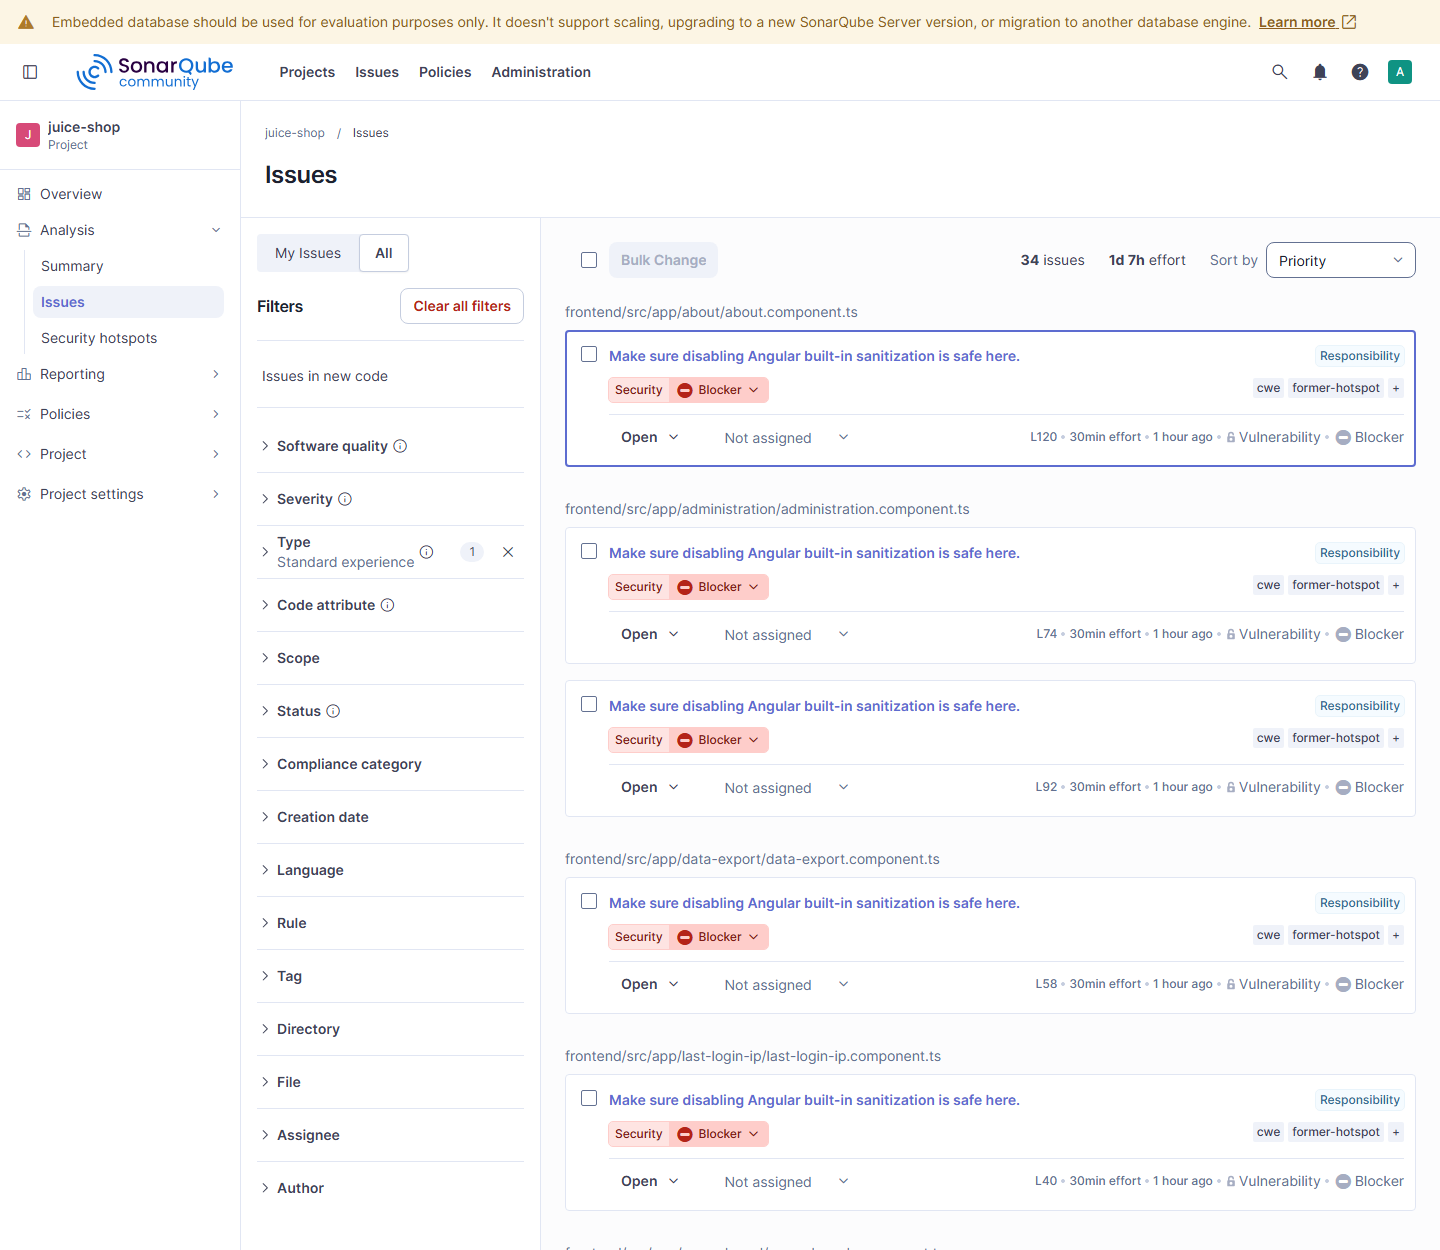 Embedded database should be used for evaluation purposes only. It doesn't support scaling, upgrading to a new SonarQube Server version, or migration to another database engine. Learn more
SonarQube community
Projects Issues Policies Administration
A
J
juice-shop
Project
Overview
Analysis
Summary
Issues
Security hotspots
Reporting
Policies
Project
Project settings
juice-shop / Issues
Issues
My Issues All
Filters
Clear all filters
Issues in new code
Software quality
Severity
Type
Standard experience
1
Code attribute
Scope
Status
Compliance category
Creation date
Language
Rule
Tag
Directory
File
Assignee
Author
Bulk Change
34 issues 1d 7h effort Sort by Priority
frontend/src/app/about/about.component.ts
Make sure disabling Angular built-in sanitization is safe here. Responsibility
Security Blocker cwe former-hotspot +
Open Not assigned L120 • 30min effort • 1 hour ago • Vulnerability • Blocker
frontend/src/app/administration/administration.component.ts
Make sure disabling Angular built-in sanitization is safe here. Responsibility
Security Blocker cwe former-hotspot +
Open Not assigned L74 • 30min effort • 1 hour ago • Vulnerability • Blocker
Make sure disabling Angular built-in sanitization is safe here. Responsibility
Security Blocker cwe former-hotspot +
Open Not assigned L92 • 30min effort • 1 hour ago • Vulnerability • Blocker
frontend/src/app/data-export/data-export.component.ts
Make sure disabling Angular built-in sanitization is safe here. Responsibility
Security Blocker cwe former-hotspot +
Open Not assigned L58 • 30min effort • 1 hour ago • Vulnerability • Blocker
frontend/src/app/last-login-ip/last-login-ip.component.ts
Make sure disabling Angular built-in sanitization is safe here. Responsibility
Security Blocker cwe former-hotspot +
Open Not assigned L40 • 30min effort • 1 hour ago • Vulnerability • Blocker